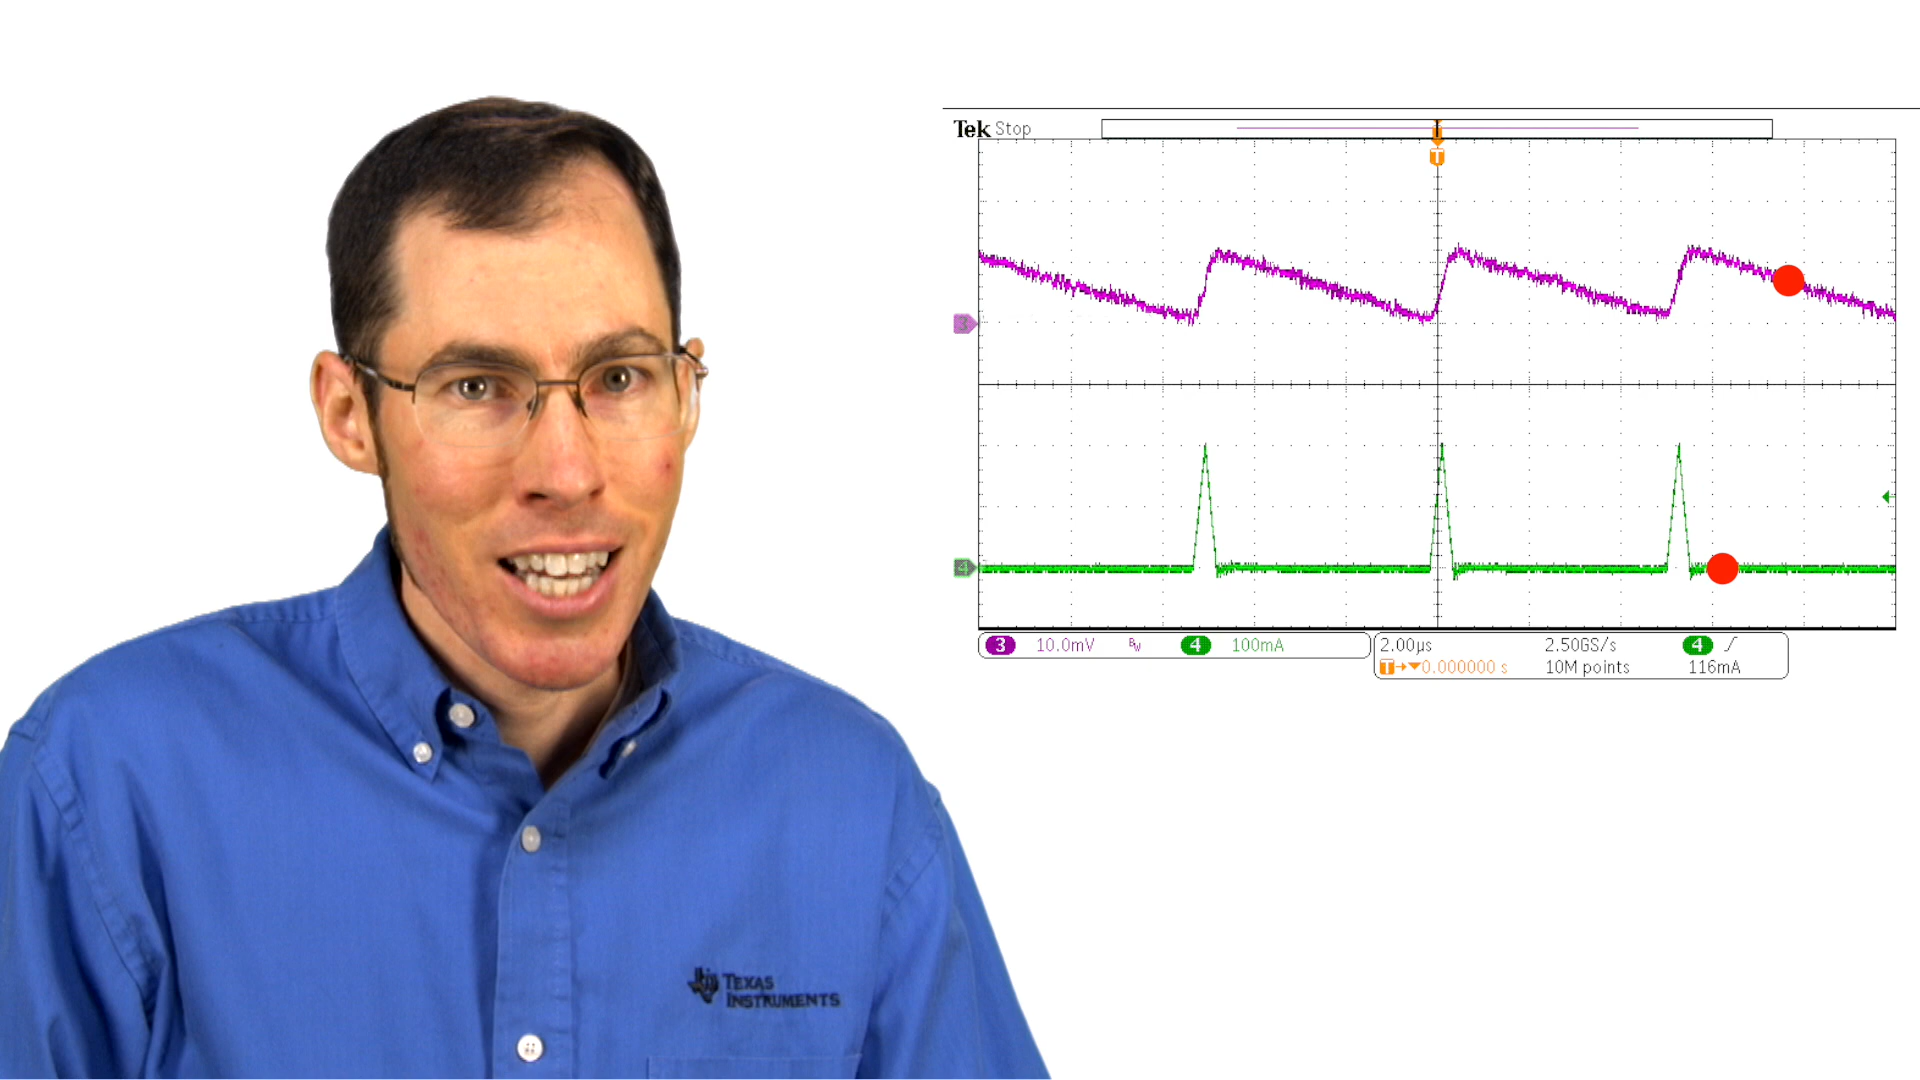 Tek Stop
T
3
4
3 10.0mV BW 4 100mA
2.00µs 2.50GS/s 4
T→▼0.000000 s 10M points 116mA
TEXAS
INSTRUMENTS